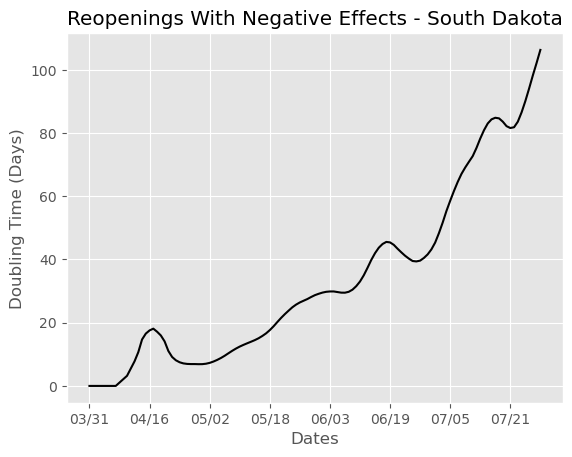 Reopenings With Negative Effects - South Dakota
Doubling Time (Days)
100
80
60
40
20
0
03/31 04/16 05/02 05/18 06/03 06/19 07/05 07/21
Dates